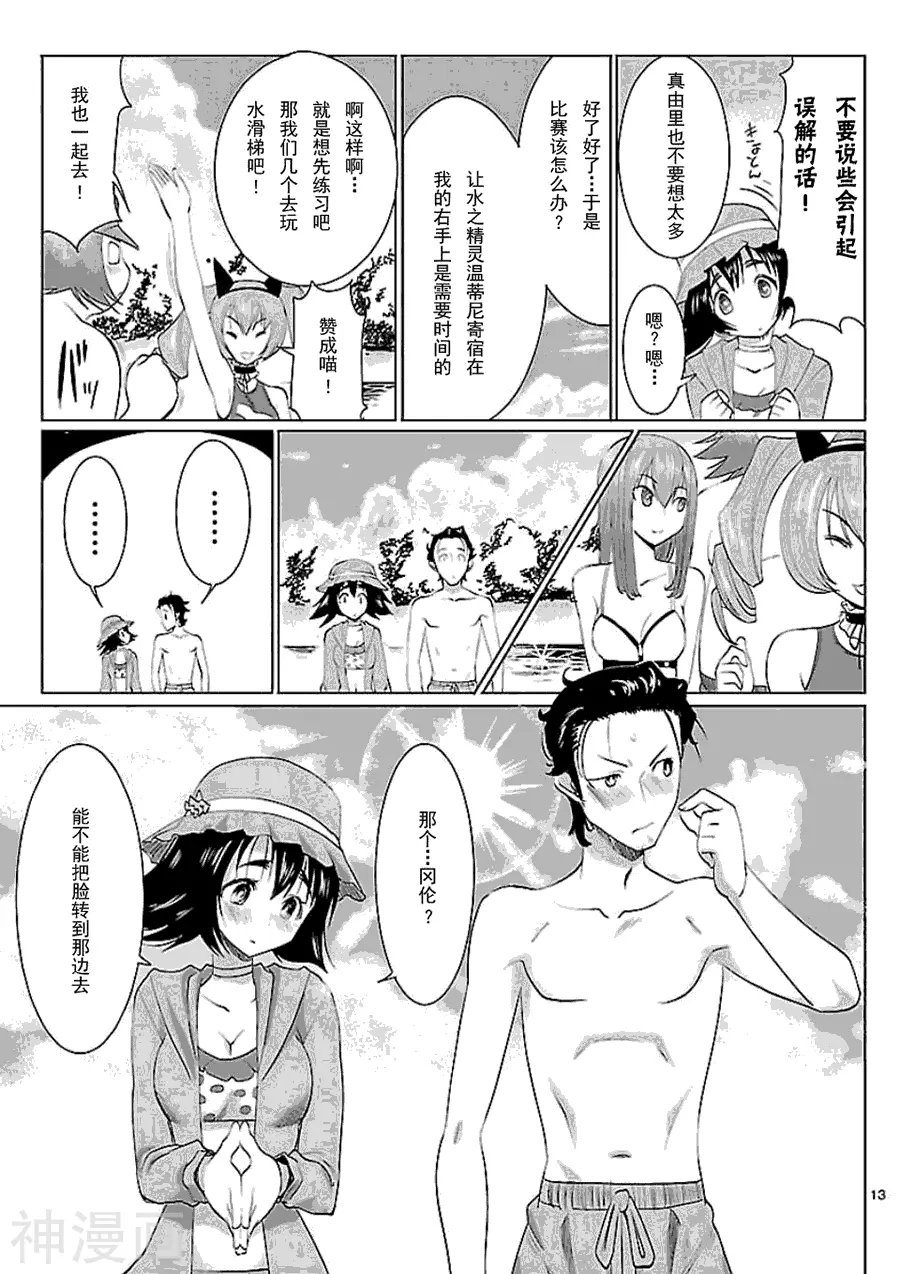 不要说些会引起
误解的话！
真由里也不要想太多
きょとん
嗯？嗯…
好了好了…于是
比赛该怎么办？
让水之精灵温蒂尼寄宿在
我的右手上是需要时间的
啊这样啊…
就是想先练习吧
那我们几个去玩
水滑梯吧！
赞成喵！
我也一起去！
……
……
那个…冈伦？
能不能把脸转到那边去
13
神漫画